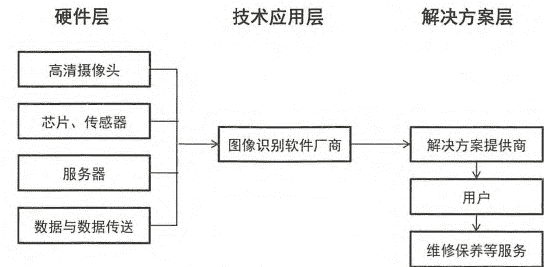 硬件层
技术应用层
解决方案层
高清摄像头
芯片、传感器
服务器
数据与数据传送
图像识别软件厂商
解决方案提供商
用户
维修保养等服务